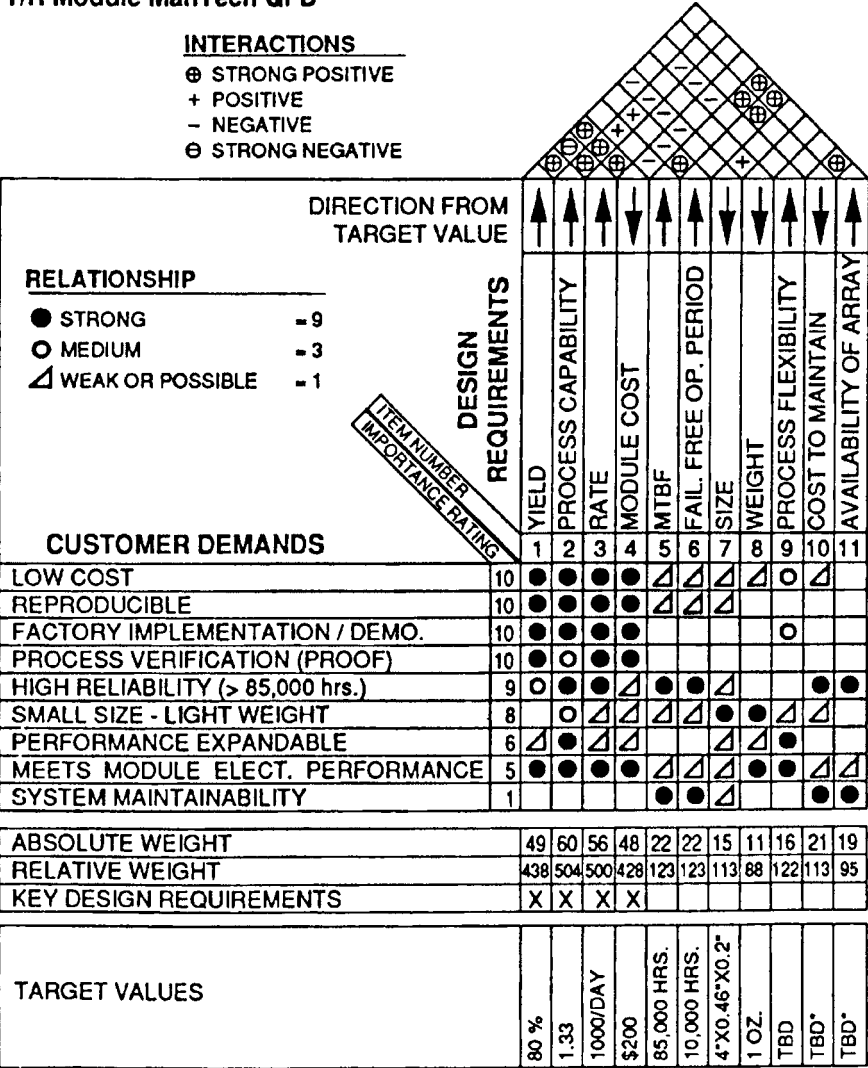 T/R Module ManTech QFD
INTERACTIONS
⊕ STRONG POSITIVE
+ POSITIVE
− NEGATIVE
⊖ STRONG NEGATIVE
DIRECTION FROM
TARGET VALUE
RELATIONSHIP
● STRONG = 9
○ MEDIUM = 3
⊿ WEAK OR POSSIBLE = 1
DESIGN
REQUIREMENTS
ITEM NUMBER
IMPORTANCE RATING
YIELD
PROCESS CAPABILITY
RATE
MODULE COST
MTBF
FAIL. FREE OP. PERIOD
SIZE
WEIGHT
PROCESS FLEXIBILITY
COST TO MAINTAIN
AVAILABILITY OF ARRAY
CUSTOMER DEMANDS 1 2 3 4 5 6 7 8 9 10 11
LOW COST 10 ● ● ● ● ⊿ ⊿ ⊿ ⊿ ○ ⊿
REPRODUCIBLE 10 ● ● ● ● ⊿ ⊿ ⊿
FACTORY IMPLEMENTATION / DEMO. 10 ● ● ● ● ○
PROCESS VERIFICATION (PROOF) 10 ● ○ ● ●
HIGH RELIABILITY (> 85,000 hrs.) 9 ○ ● ● ⊿ ● ● ⊿ ● ●
SMALL SIZE - LIGHT WEIGHT 8 ○ ⊿ ⊿ ⊿ ⊿ ● ● ⊿ ⊿
PERFORMANCE EXPANDABLE 6 ⊿ ● ⊿ ⊿ ⊿ ⊿ ●
MEETS MODULE ELECT. PERFORMANCE 5 ● ● ● ● ⊿ ⊿ ⊿ ● ● ⊿ ⊿
SYSTEM MAINTAINABILITY 1 ● ● ⊿ ● ●
ABSOLUTE WEIGHT 49 60 56 48 22 22 15 11 16 21 19
RELATIVE WEIGHT 438 504 500 428 123 123 113 88 122 113 95
KEY DESIGN REQUIREMENTS X X X X
TARGET VALUES
80 %
1.33
1000/DAY
$200
85,000 HRS.
10,000 HRS.
4"X0.46"X0.2"
1 OZ.
TBD
TBD*
TBD*